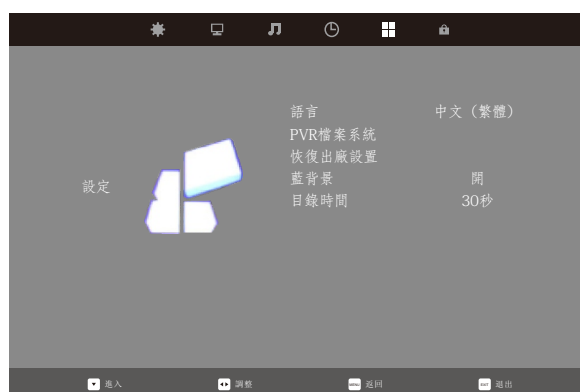 語言 中文（繁體）
PVR檔案系統
恢復出廠設置
藍背景 開
目錄時間 30秒
設定
進入 調整 MENU 返回 EXIT 退出